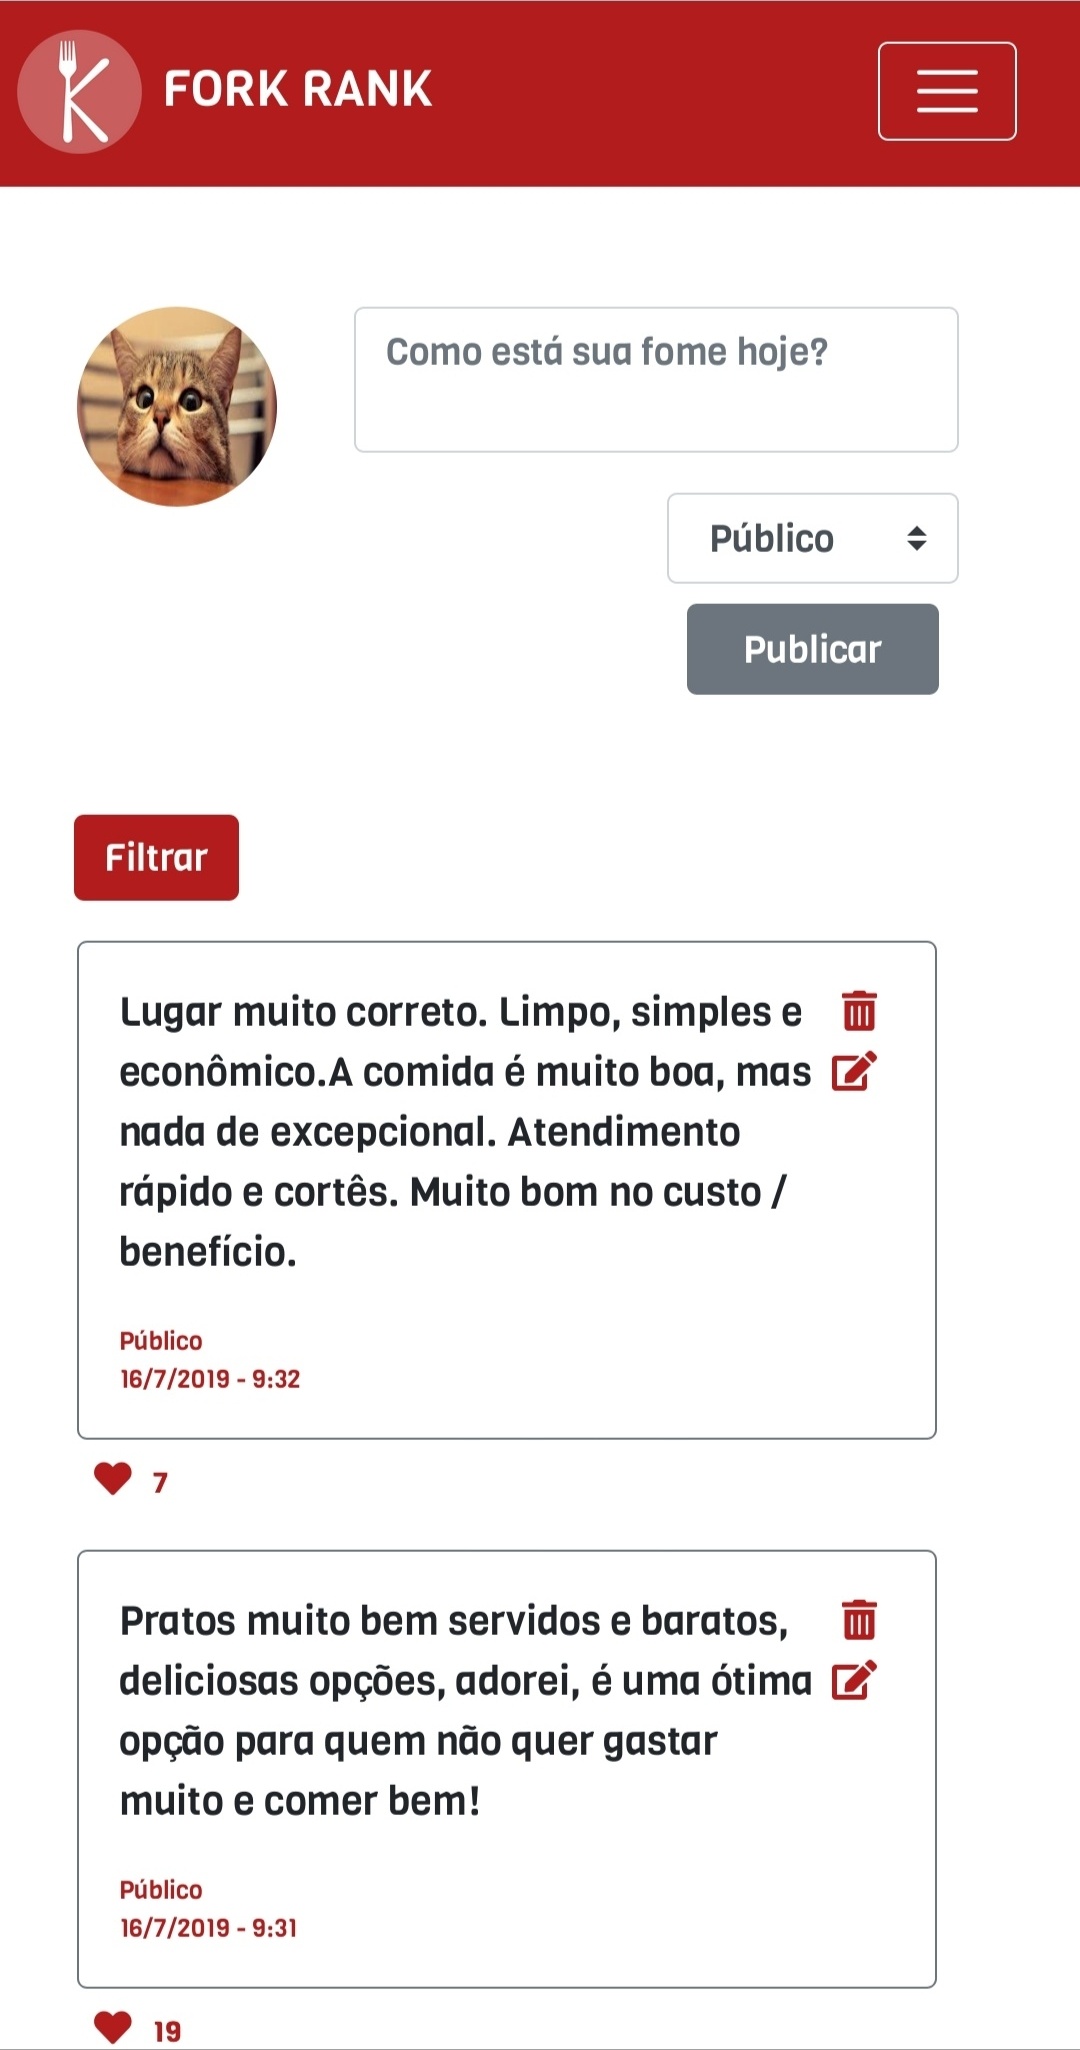 FORK RANK
Como está sua fome hoje?
Público
Publicar
Filtrar
Lugar muito correto. Limpo, simples e
econômico.A comida é muito boa, mas
nada de excepcional. Atendimento
rápido e cortês. Muito bom no custo /
benefício.
Público
16/7/2019 - 9:32
7
Pratos muito bem servidos e baratos,
deliciosas opções, adorei, é uma ótima
opção para quem não quer gastar
muito e comer bem!
Público
16/7/2019 - 9:31
19